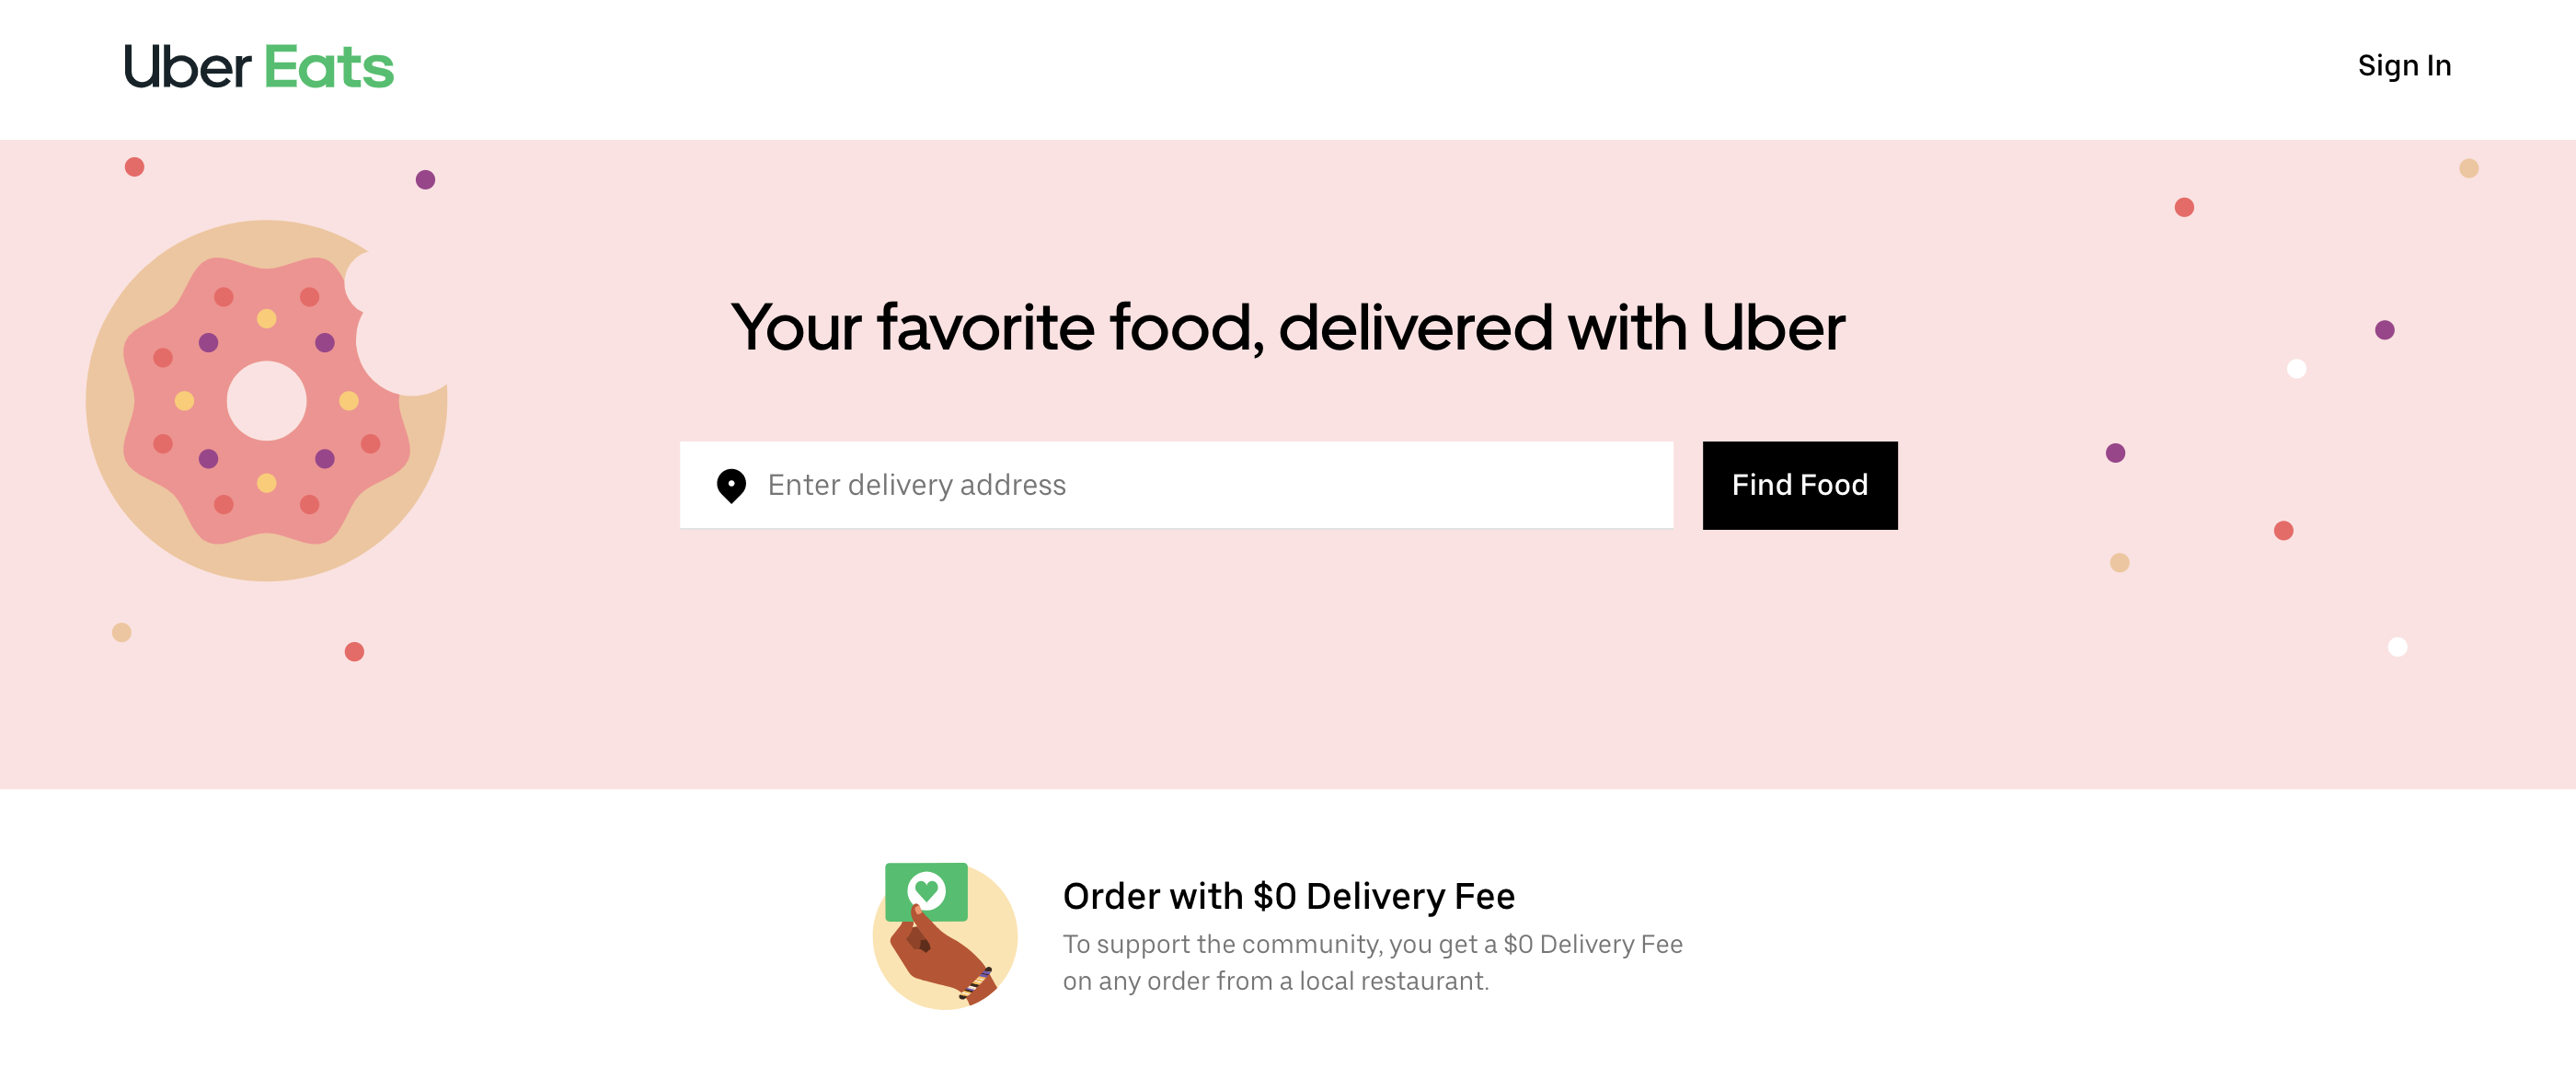 Uber Eats
Sign In
Your favorite food, delivered with Uber
Enter delivery address
Find Food
Order with $0 Delivery Fee
To support the community, you get a $0 Delivery Fee
on any order from a local restaurant.